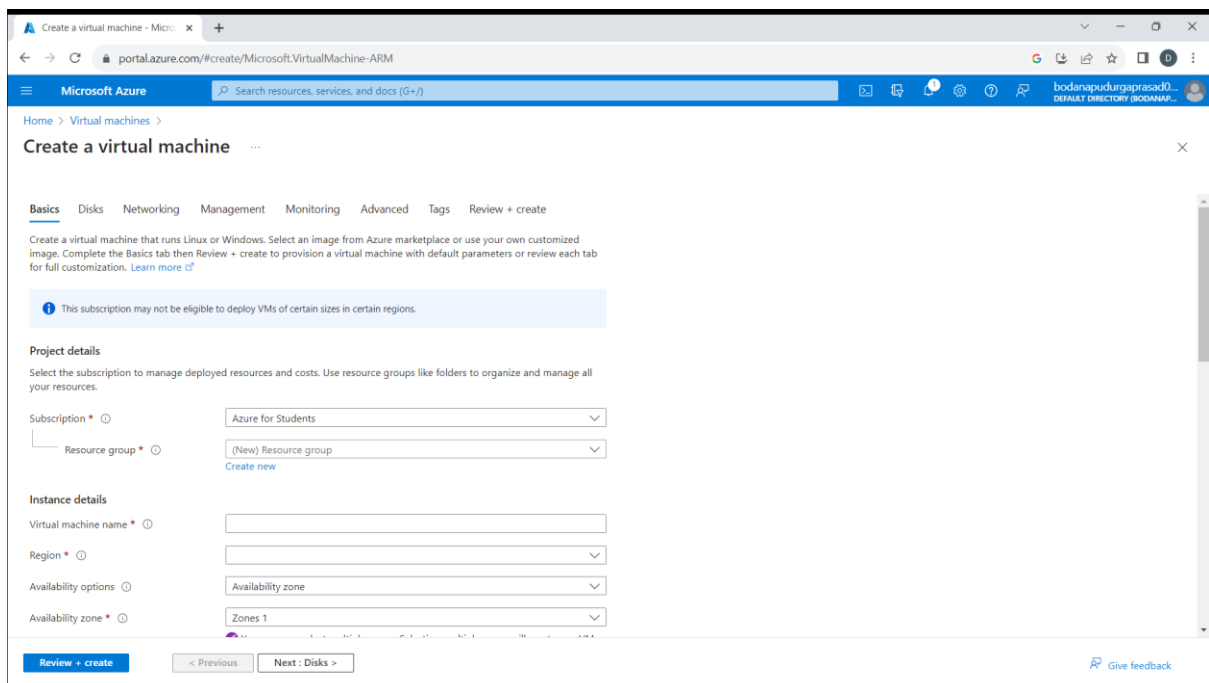 Create a virtual machine - Micro
portal.azure.com/#create/Microsoft.VirtualMachine-ARM
G
D
Microsoft Azure
Search resources, services, and docs (G+/)
1
bodanapudurgaprasad0...
DEFAULT DIRECTORY (BODANAP...
Home > Virtual machines >
Create a virtual machine ...
Basics Disks Networking Management Monitoring Advanced Tags Review + create
Create a virtual machine that runs Linux or Windows. Select an image from Azure marketplace or use your own customized
image. Complete the Basics tab then Review + create to provision a virtual machine with default parameters or review each tab
for full customization. Learn more
This subscription may not be eligible to deploy VMs of certain sizes in certain regions.
Project details
Select the subscription to manage deployed resources and costs. Use resource groups like folders to organize and manage all
your resources.
Subscription * Azure for Students
Resource group * (New) Resource group
Create new
Instance details
Virtual machine name *
Region *
Availability options Availability zone
Availability zone * Zones 1
Review + create < Previous Next : Disks > Give feedback